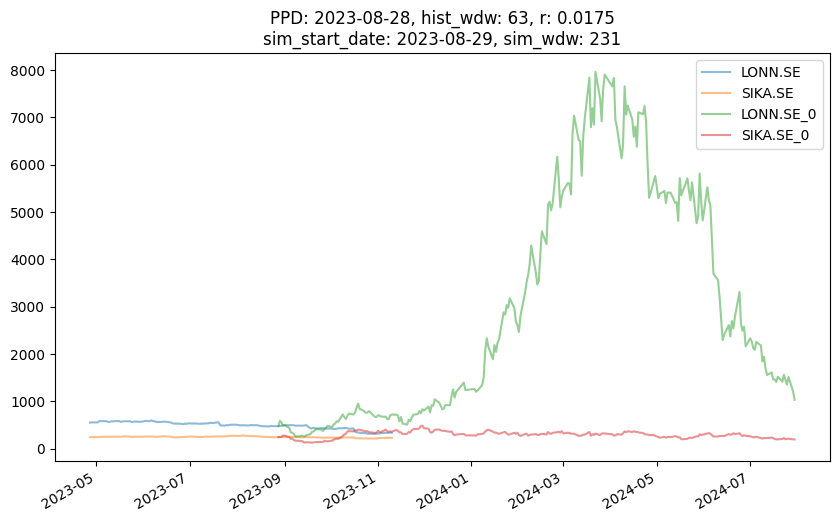 PPD: 2023-08-28, hist_wdw: 63, r: 0.0175
sim_start_date: 2023-08-29, sim_wdw: 231
LONN.SE
SIKA.SE
LONN.SE_0
SIKA.SE_0
8000
7000
6000
5000
4000
3000
2000
1000
0
2023-05
2023-07
2023-09
2023-11
2024-01
2024-03
2024-05
2024-07